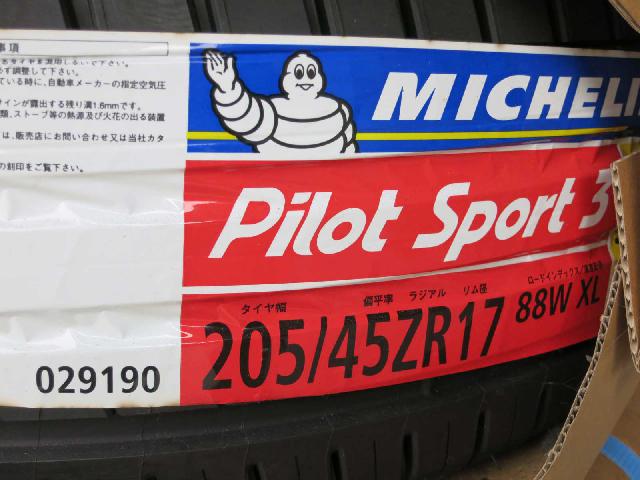 事項
ず調整して下さい。
ている時に、自動車メーカーの指定空気圧
サインが露出する残り溝1.6mmです。
類、ストーブ等の熱源及び火花の出る装置
は、販売店にお問い合わせ又は当社カタ
の刻印をご覧下さい。
029190
MICHELI
Pilot Sport 3
タイヤ幅 偏平率 ラジアル リム径 ロードインデックス/
205/45ZR17 88W XL